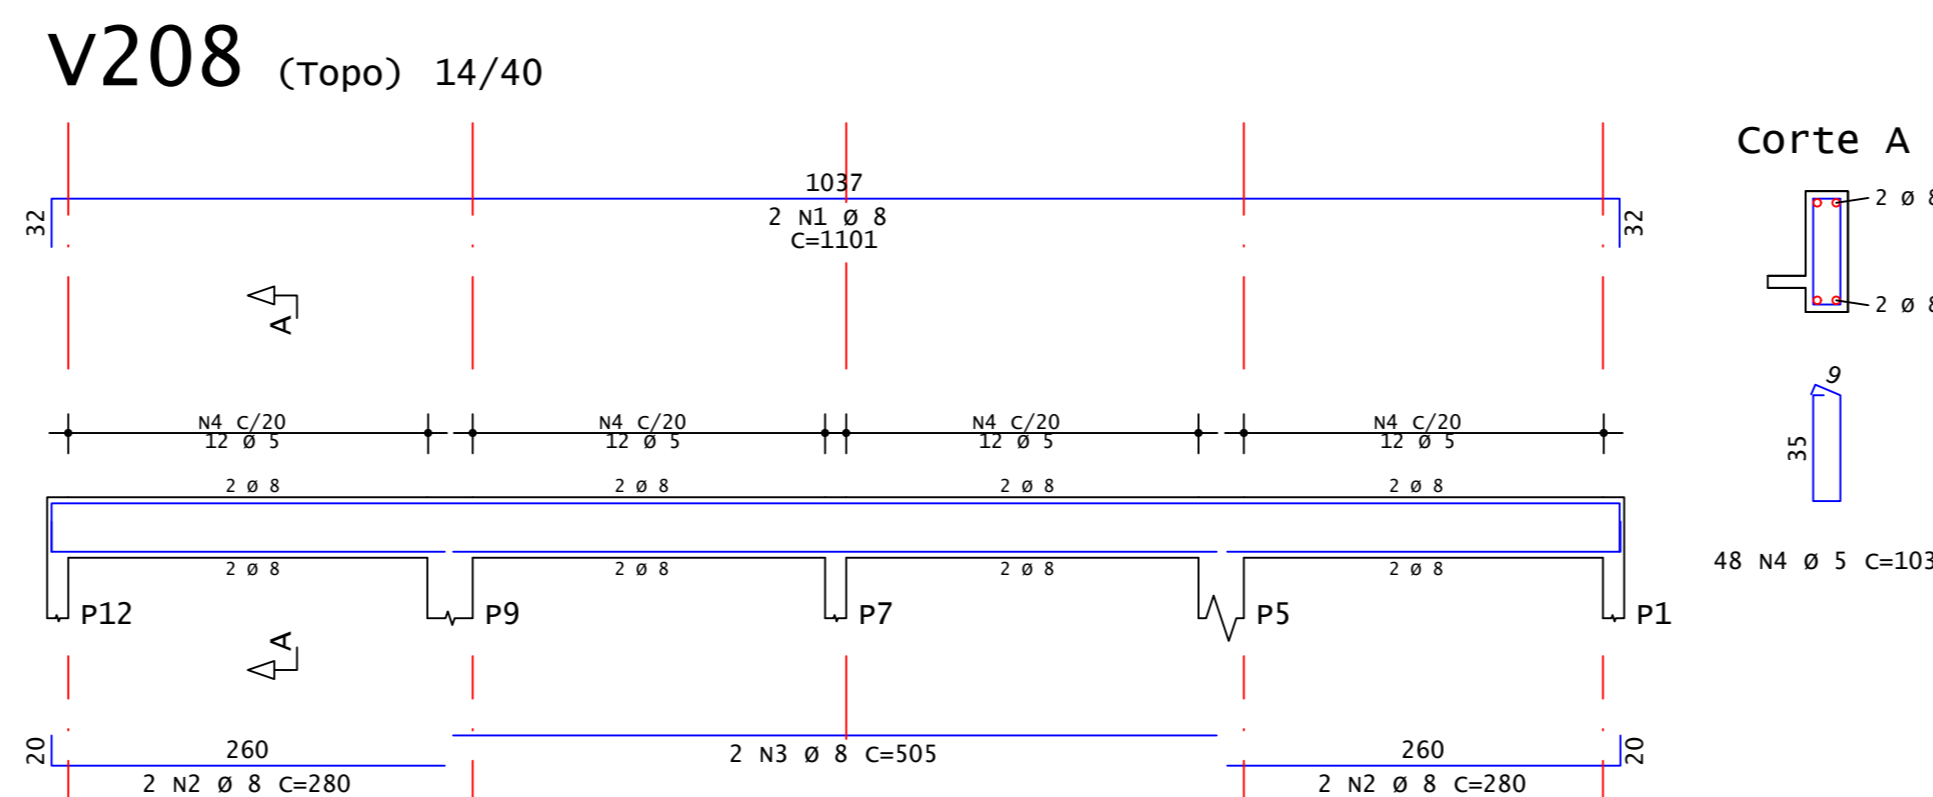 V208 (Topo) 14/40
Corte A
1037
2 N1 Ø 8
C=1101
32
32
2 Ø 8
2 Ø 8
A
9
35
48 N4 Ø 5 C=103
N4 C/20
12 Ø 5
N4 C/20
12 Ø 5
N4 C/20
12 Ø 5
N4 C/20
12 Ø 5
2 Ø 8
2 Ø 8
2 Ø 8
2 Ø 8
2 Ø 8
2 Ø 8
2 Ø 8
2 Ø 8
P12
P9
P7
P5
P1
A
20
260
2 N2 Ø 8 C=280
2 N3 Ø 8 C=505
260
2 N2 Ø 8 C=280
20